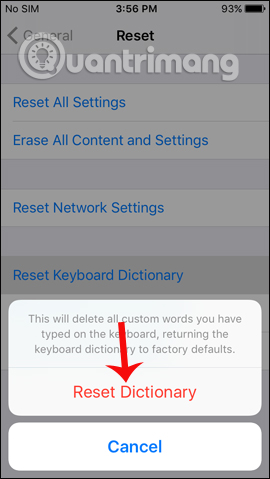 No SIM 3:56 PM 93%
General Reset
uantrimang
Reset All Settings
Erase All Content and Settings
Reset Network Settings
Reset Keyboard Dictionary
This will delete all custom words you have
typed on the keyboard, returning the
keyboard dictionary to factory defaults.
Reset Dictionary
Cancel